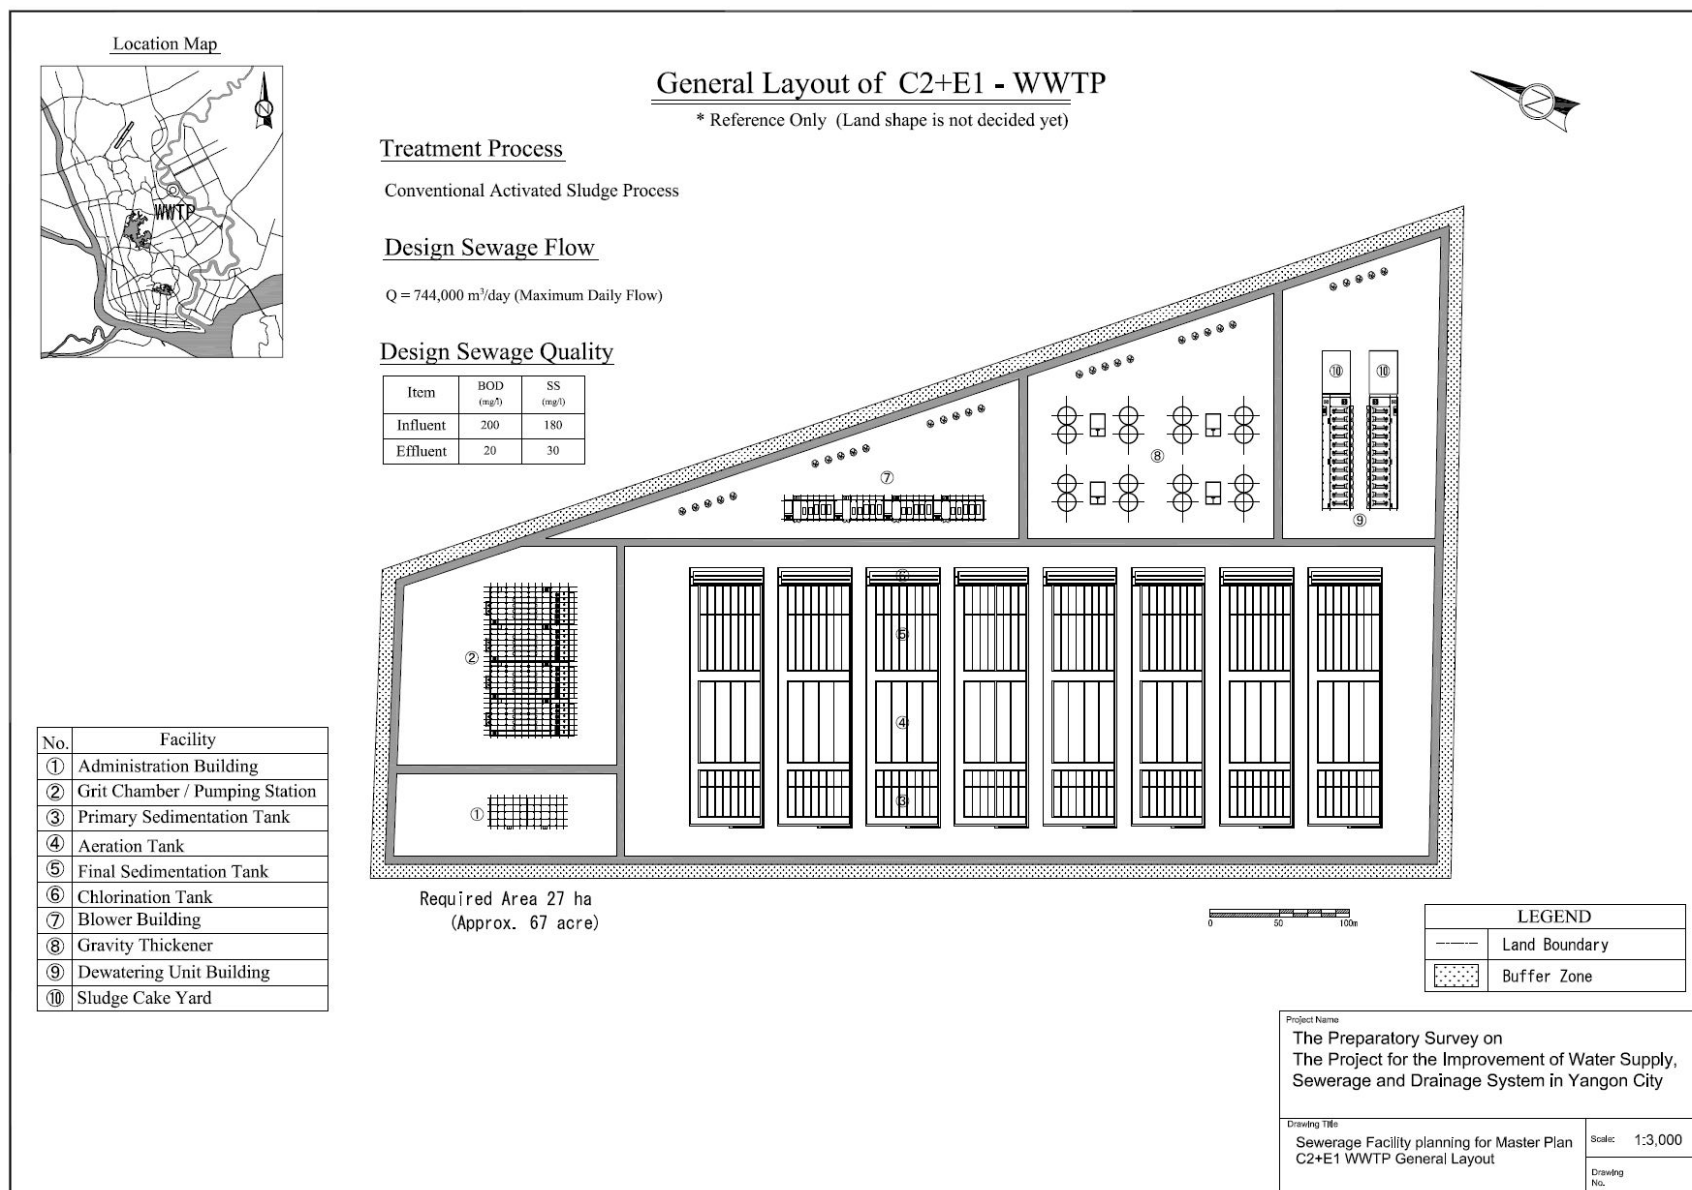 Location Map
N
WWTP
General Layout of C2+E1 - WWTP
* Reference Only (Land shape is not decided yet)
N
Treatment Process
Conventional Activated Sludge Process
Design Sewage Flow
Q = 744,000 m³/day (Maximum Daily Flow)
Design Sewage Quality
Item BOD (mg/l) SS (mg/l)
Influent 200 180
Effluent 20 30
⑩ ⑩
⑧
⑦
⑨
⑥
⑤
②
④
③
①
No. Facility
① Administration Building
② Grit Chamber / Pumping Station
③ Primary Sedimentation Tank
④ Aeration Tank
⑤ Final Sedimentation Tank
⑥ Chlorination Tank
⑦ Blower Building
⑧ Gravity Thickener
⑨ Dewatering Unit Building
⑩ Sludge Cake Yard
Required Area 27 ha
(Approx. 67 acre)
0 50 100m
LEGEND
Land Boundary
Buffer Zone
Project Name
The Preparatory Survey on
The Project for the Improvement of Water Supply,
Sewerage and Drainage System in Yangon City
Drawing Title
Sewerage Facility planning for Master Plan
C2+E1 WWTP General Layout
Scale: 1:3,000
Drawing
No.